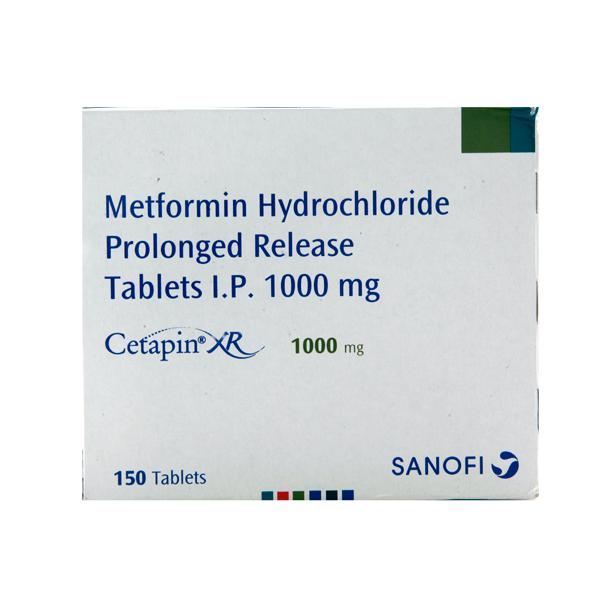 Metformin Hydrochloride
Prolonged Release
Tablets I.P. 1000 mg
Cetapin® XR 1000 mg
150 Tablets
SANOFI